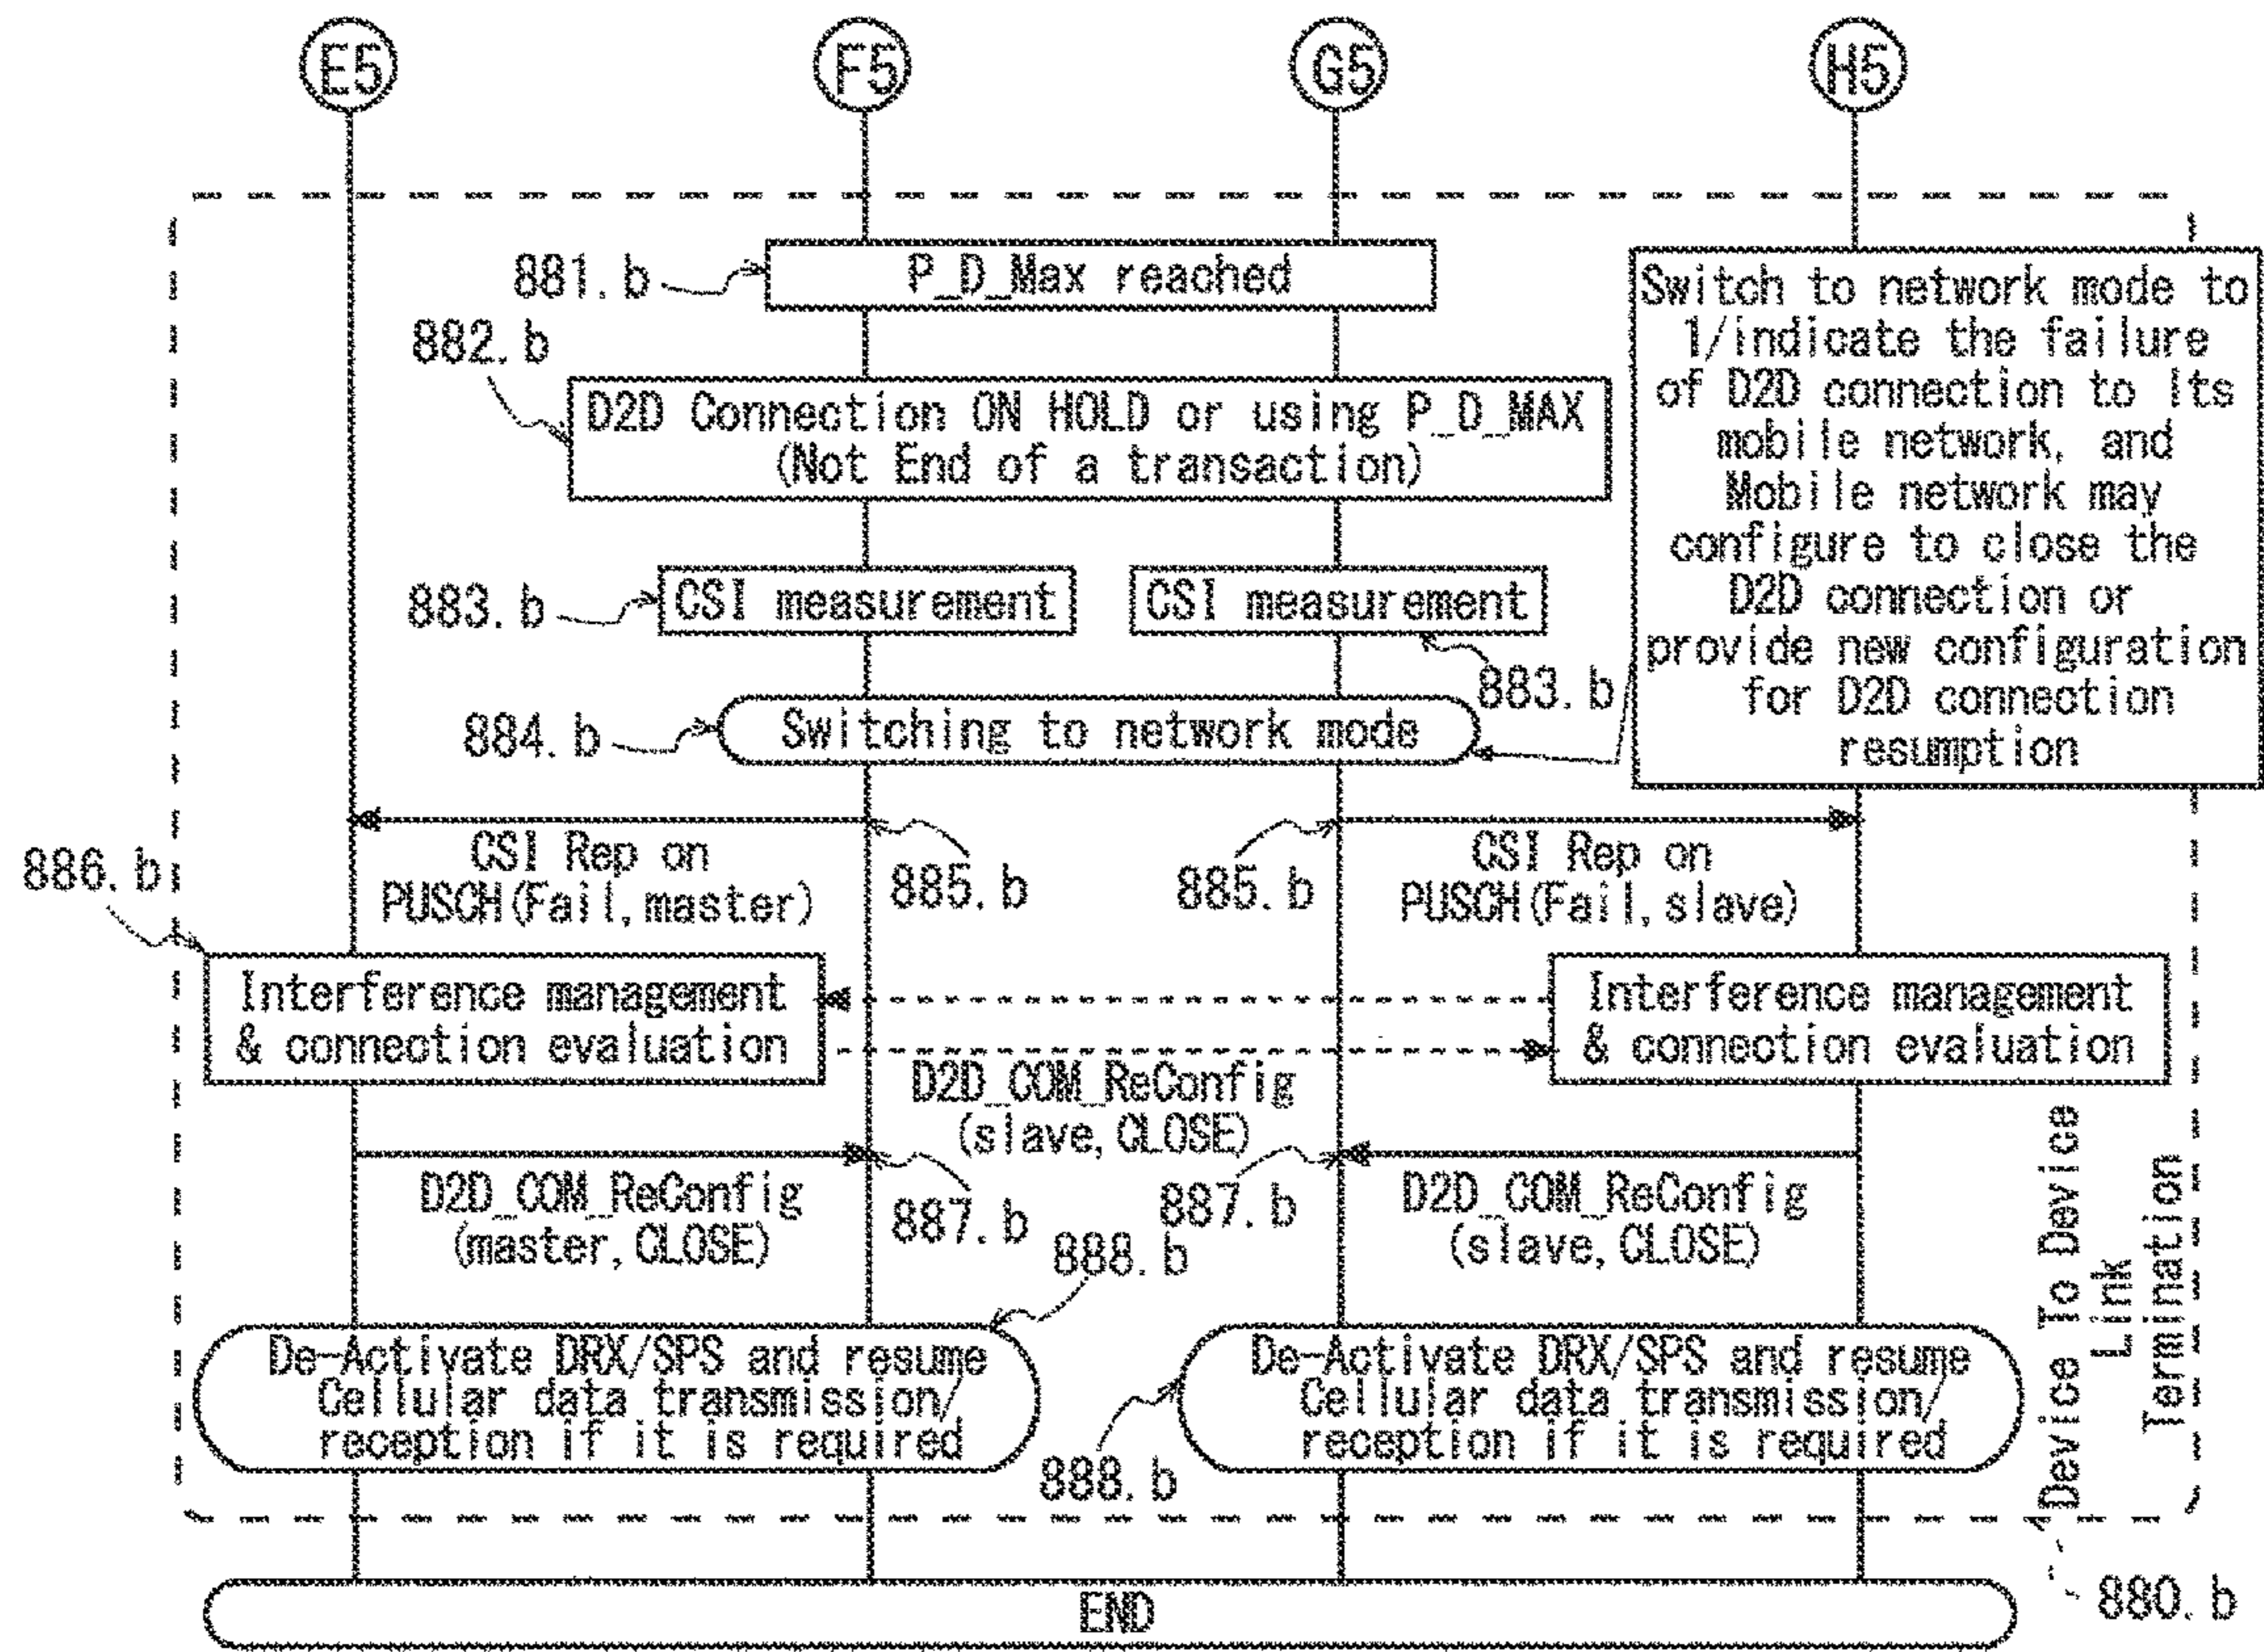 E5
F5
G5
H5
881.b
P_D_Max reached
882.b
D2D Connection ON HOLD or using P_D_MAX
(Not End of a transaction)
Switch to network mode to
1/indicate the failure
of D2D connection to Its
mobile network, and
Mobile network may
configure to close the
D2D connection or
provide new configuration
for D2D connection
resumption
883.b
CSI measurement
CSI measurement
883.b
884.b
Switching to network mode
CSI Rep on
PUSCH(Fail,master)
885.b
885.b
CSI Rep on
PUSCH(Fail,slave)
886.b
Interference management
& connection evaluation
Interference management
& connection evaluation
D2D_COM_ReConfig
(slave,CLOSE)
D2D_COM_ReConfig
(master,CLOSE)
887.b
887.b
D2D_COM_ReConfig
(slave,CLOSE)
888.b
De-Activate DRX/SPS and resume
Cellular data transmission/
reception if it is required
888.b
De-Activate DRX/SPS and resume
Cellular data transmission/
reception if it is required
Device To Device
Link
Termination
880.b
END